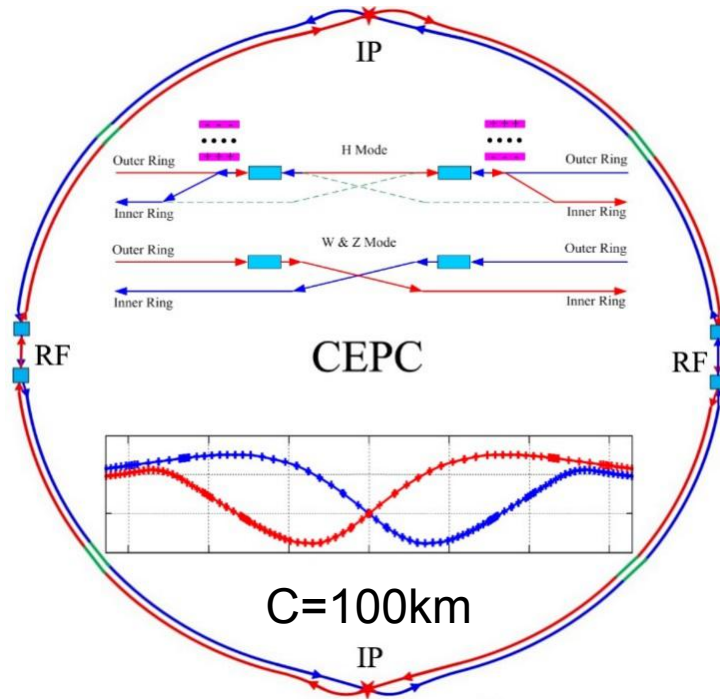 IP
H Mode
Outer Ring
Outer Ring
Inner Ring
Inner Ring
W & Z Mode
Outer Ring
Outer Ring
Inner Ring
Inner Ring
RF
CEPC
RF
C=100km
IP